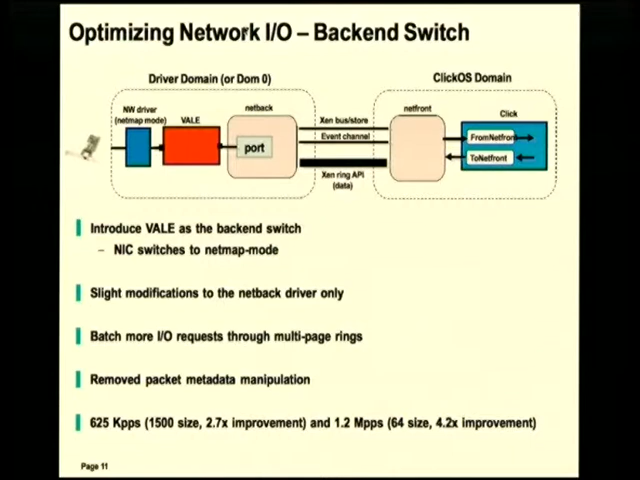 Optimizing Network I/O – Backend Switch
Driver Domain (or Dom 0)
ClickOS Domain
NW driver
(netmap mode)
VALE
netback
port
Xen bus/store
Event channel
Xen ring API
(data)
netfront
Click
FromNetfront
ToNetfront
Introduce VALE as the backend switch
– NIC switches to netmap-mode
Slight modifications to the netback driver only
Batch more I/O requests through multi-page rings
Removed packet metadata manipulation
625 Kpps (1500 size, 2.7x improvement) and 1.2 Mpps (64 size, 4.2x improvement)
Page 11